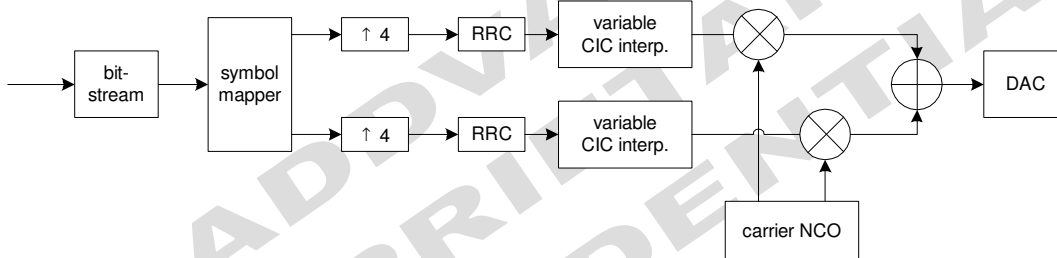 bit-
stream
symbol
mapper
↑ 4
RRC
variable
CIC interp.
↑ 4
RRC
variable
CIC interp.
carrier NCO
DAC